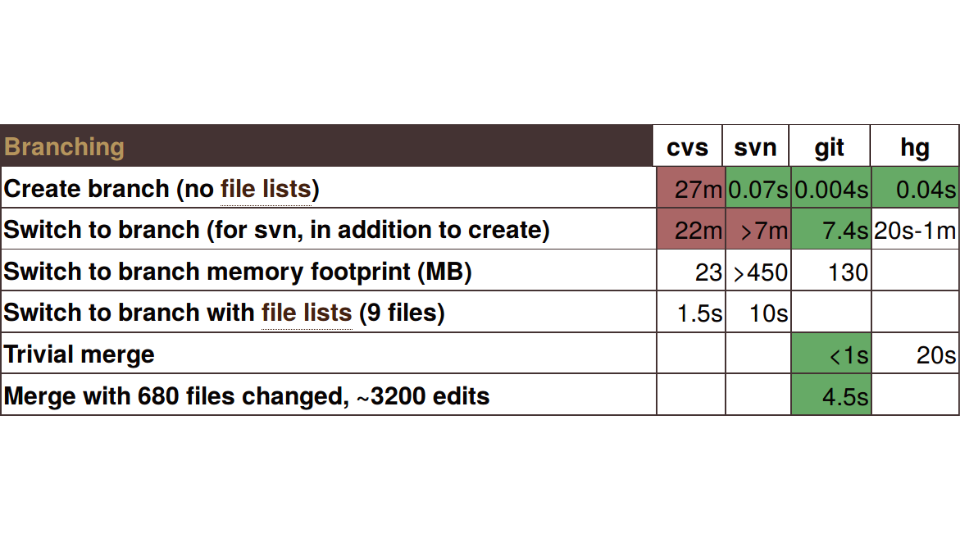 Branching cvs svn git hg
Create branch (no file lists) 27m 0.07s 0.004s 0.04s
Switch to branch (for svn, in addition to create) 22m >7m 7.4s 20s-1m
Switch to branch memory footprint (MB) 23 >450 130
Switch to branch with file lists (9 files) 1.5s 10s
Trivial merge <1s 20s
Merge with 680 files changed, ~3200 edits 4.5s